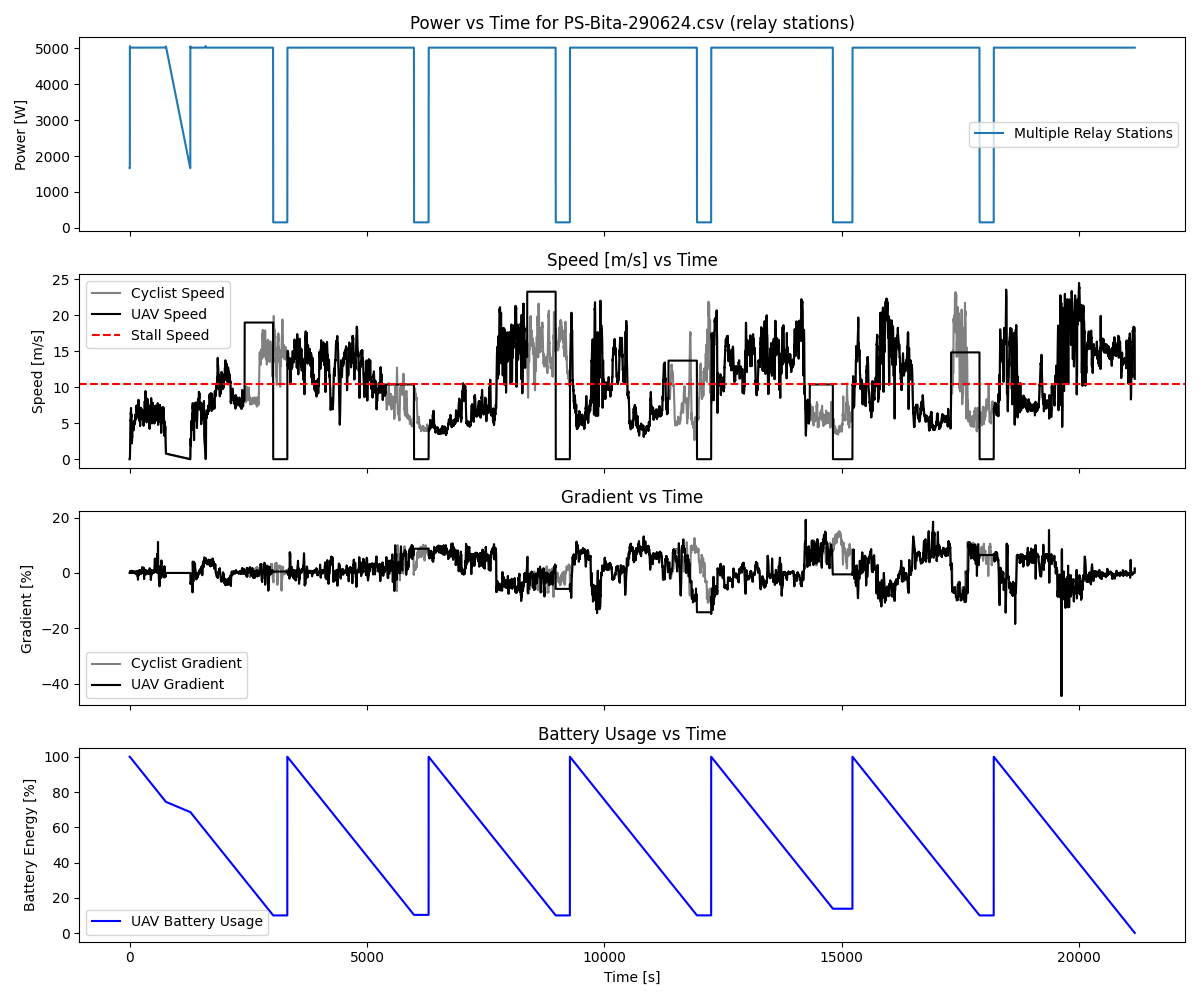 Power vs Time for PS-Bita-290624.csv (relay stations)
5000
4000
3000
2000
1000
0
Power [W]
Multiple Relay Stations
Speed [m/s] vs Time
25
20
15
10
5
0
Speed [m/s]
Cyclist Speed
UAV Speed
Stall Speed
Gradient vs Time
20
0
−20
−40
Gradient [%]
Cyclist Gradient
UAV Gradient
Battery Usage vs Time
100
80
60
40
20
0
Battery Energy [%]
UAV Battery Usage
0 5000 10000 15000 20000
Time [s]